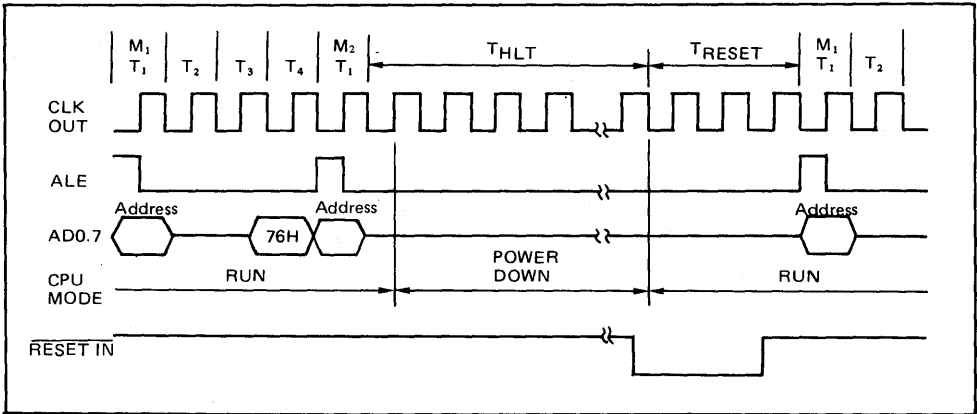 M1 M2 THLT TRESET M1
T1 T2 T3 T4 T1 T1 T2
CLK
OUT
ALE
Address Address Address
AD0.7 76H
CPU
MODE
RUN POWER
DOWN RUN
RESET IN